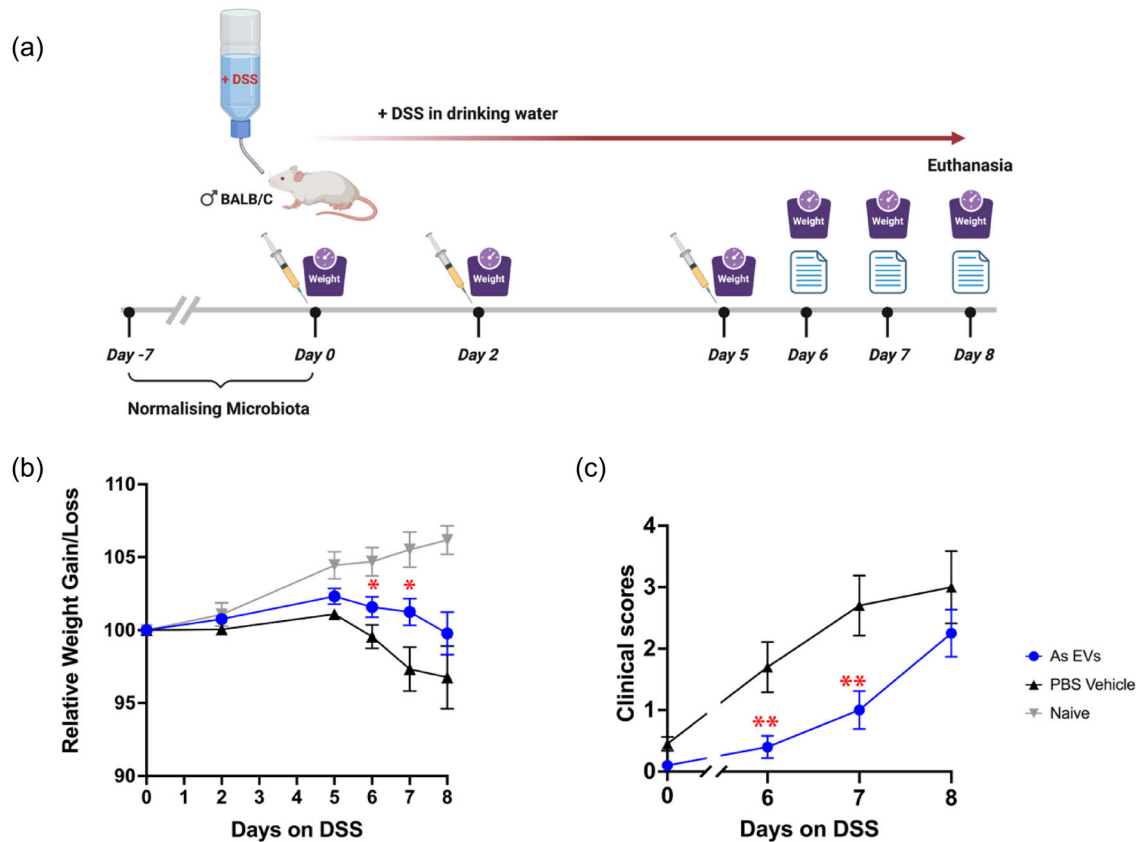 (a)
+ DSS
+ DSS in drinking water
Euthanasia
♂ BALB/C
Weight
Weight
Weight
Weight
Weight
Weight
Day -7
Day 0
Day 2
Day 5
Day 6
Day 7
Day 8
Normalising Microbiota
(b)
Relative Weight Gain/Loss
110
105
100
95
90
* *
0 1 2 3 4 5 6 7 8
Days on DSS
(c)
Clinical scores
4
3
2
1
0
** **
0 6 7 8
Days on DSS
As EVs
PBS Vehicle
Naive